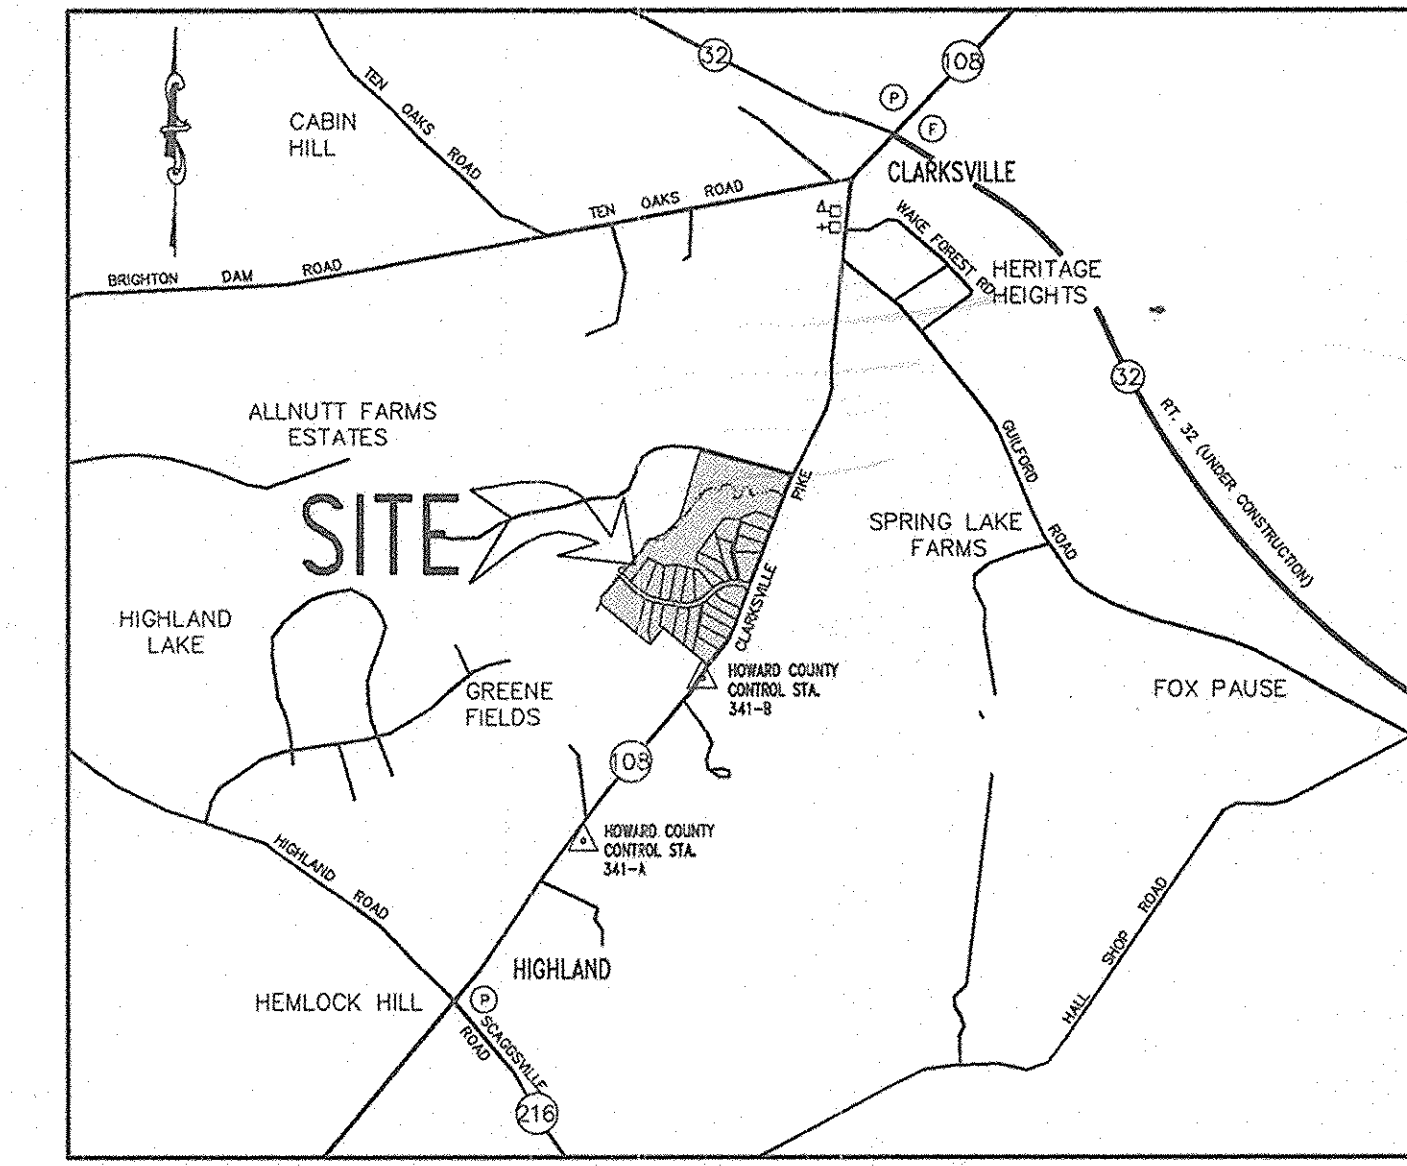 32
108
TEN OAKS ROAD
CABIN
HILL
P
F
CLARKSVILLE
TEN OAKS ROAD
WAKE FOREST RD
BRIGHTON DAM ROAD
HERITAGE
HEIGHTS
32
RT. 32 (UNDER CONSTRUCTION)
ALLNUTT FARMS
ESTATES
GUILFORD ROAD
SITE
CLARKSVILLE PIKE
SPRING LAKE
FARMS
HIGHLAND
LAKE
HOWARD COUNTY
CONTROL STA.
341-B
GREENE
FIELDS
FOX PAUSE
108
HOWARD COUNTY
CONTROL STA.
341-A
HIGHLAND ROAD
HALL SHOP ROAD
HIGHLAND
HEMLOCK HILL
P
SCAGGSVILLE
ROAD
216